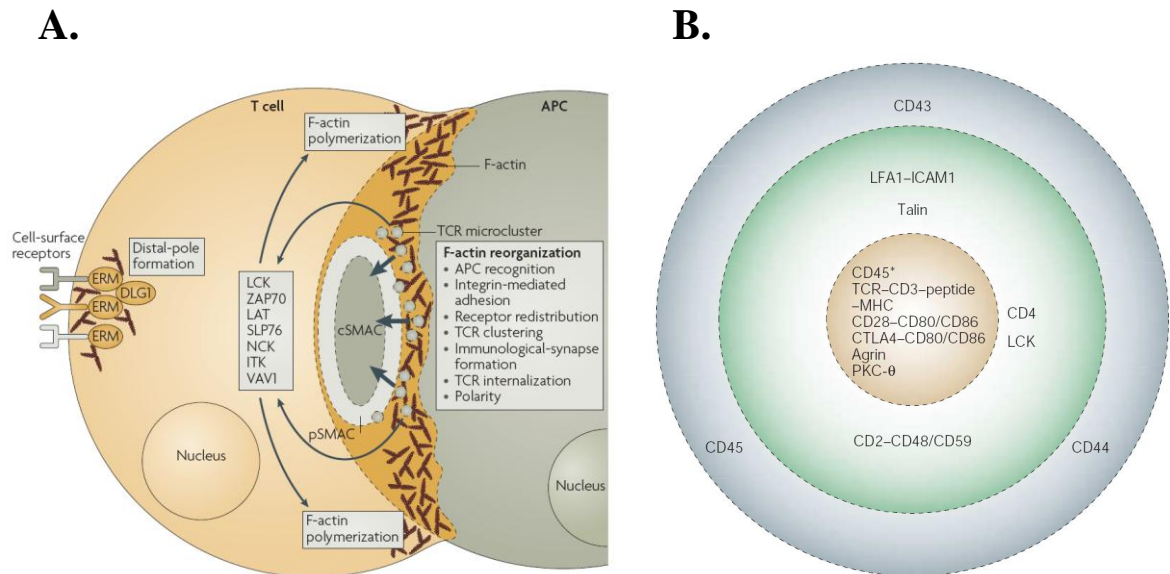 A.
B.
T cell
APC
F-actin
polymerization
F-actin
Cell-surface
receptors
Distal-pole
formation
ERM
DLG1
ERM
ERM
LCK
ZAP70
LAT
SLP76
NCK
ITK
VAV1
cSMAC
pSMAC
TCR microcluster
F-actin reorganization
• APC recognition
• Integrin-mediated
adhesion
• Receptor redistribution
• TCR clustering
• Immunological-synapse
formation
• TCR internalization
• Polarity
Nucleus
Nucleus
F-actin
polymerization
CD43
LFA1–ICAM1
Talin
CD45*
TCR–CD3–peptide
–MHC
CD28–CD80/CD86
CTLA4–CD80/CD86
Agrin
PKC-θ
CD4
LCK
CD2–CD48/CD59
CD45
CD44